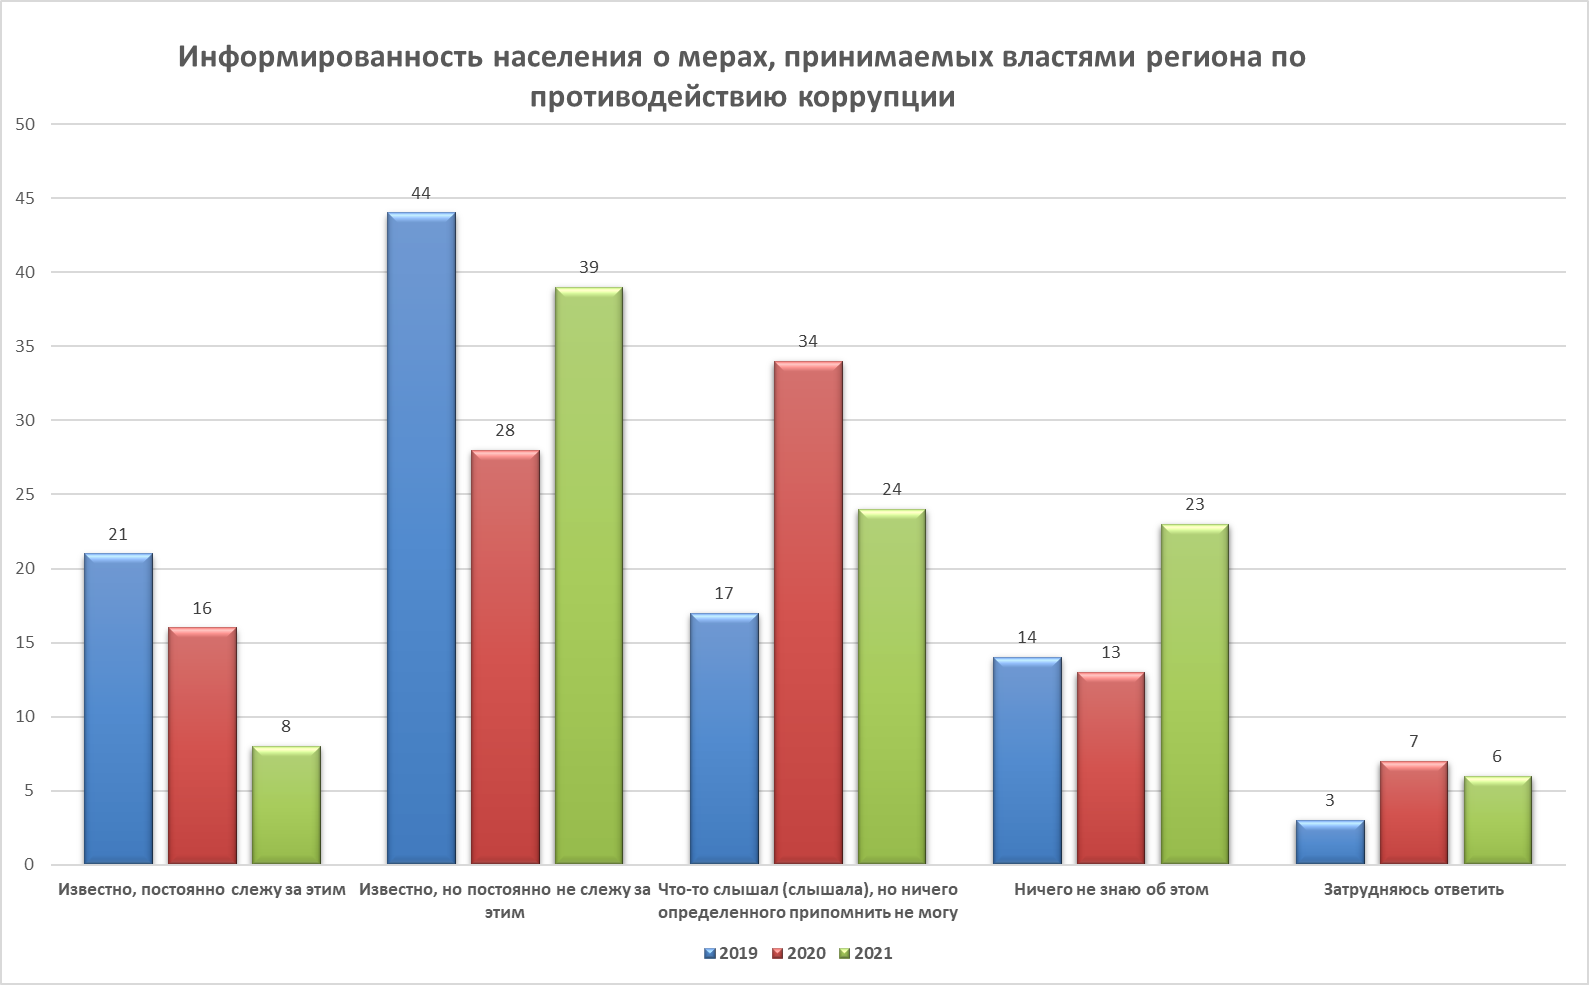 Информированность населения о мерах, принимаемых властями региона по
противодействию коррупции
50
45
40
35
30
25
20
15
10
5
0
21
16
8
44
28
39
17
34
24
14
13
23
3
7
6
Известно, постоянно слежу за этим
Известно, но постоянно не слежу за
этим
Что-то слышал (слышала), но ничего
определенного припомнить не могу
Ничего не знаю об этом
Затрудняюсь ответить
2019 2020 2021